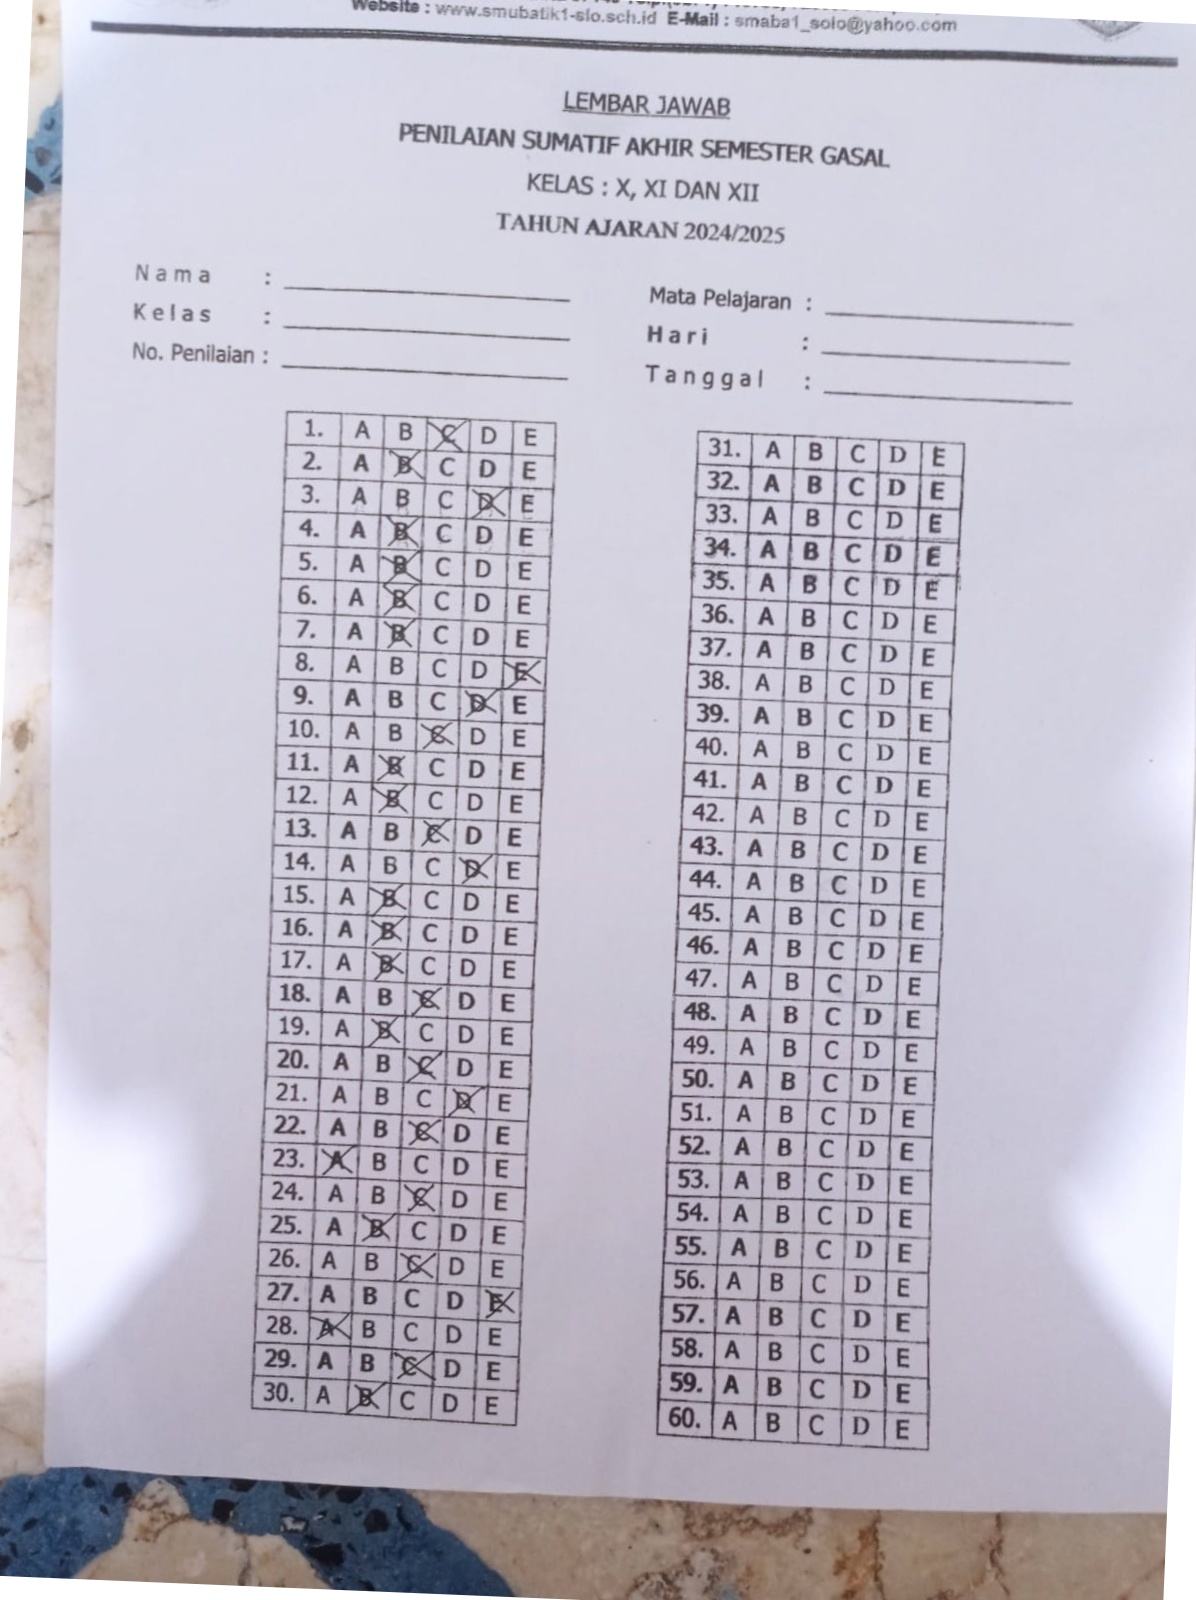 Website : www.smubatik1-slo.sch.id E-Mail : smaba1_solo@yahoo.com
LEMBAR JAWAB
PENILAIAN SUMATIF AKHIR SEMESTER GASAL
KELAS : X, XI DAN XII
TAHUN AJARAN 2024/2025
Nama :
Kelas :
No. Penilaian :
Mata Pelajaran :
Hari :
Tanggal :
1. A B C D E
2. A B C D E
3. A B C D E
4. A B C D E
5. A B C D E
6. A B C D E
7. A B C D E
8. A B C D E
9. A B C D E
10. A B C D E
11. A B C D E
12. A B C D E
13. A B C D E
14. A B C D E
15. A B C D E
16. A B C D E
17. A B C D E
18. A B C D E
19. A B C D E
20. A B C D E
21. A B C D E
22. A B C D E
23. A B C D E
24. A B C D E
25. A B C D E
26. A B C D E
27. A B C D E
28. A B C D E
29. A B C D E
30. A B C D E
31. A B C D E
32. A B C D E
33. A B C D E
34. A B C D E
35. A B C D E
36. A B C D E
37. A B C D E
38. A B C D E
39. A B C D E
40. A B C D E
41. A B C D E
42. A B C D E
43. A B C D E
44. A B C D E
45. A B C D E
46. A B C D E
47. A B C D E
48. A B C D E
49. A B C D E
50. A B C D E
51. A B C D E
52. A B C D E
53. A B C D E
54. A B C D E
55. A B C D E
56. A B C D E
57. A B C D E
58. A B C D E
59. A B C D E
60. A B C D E